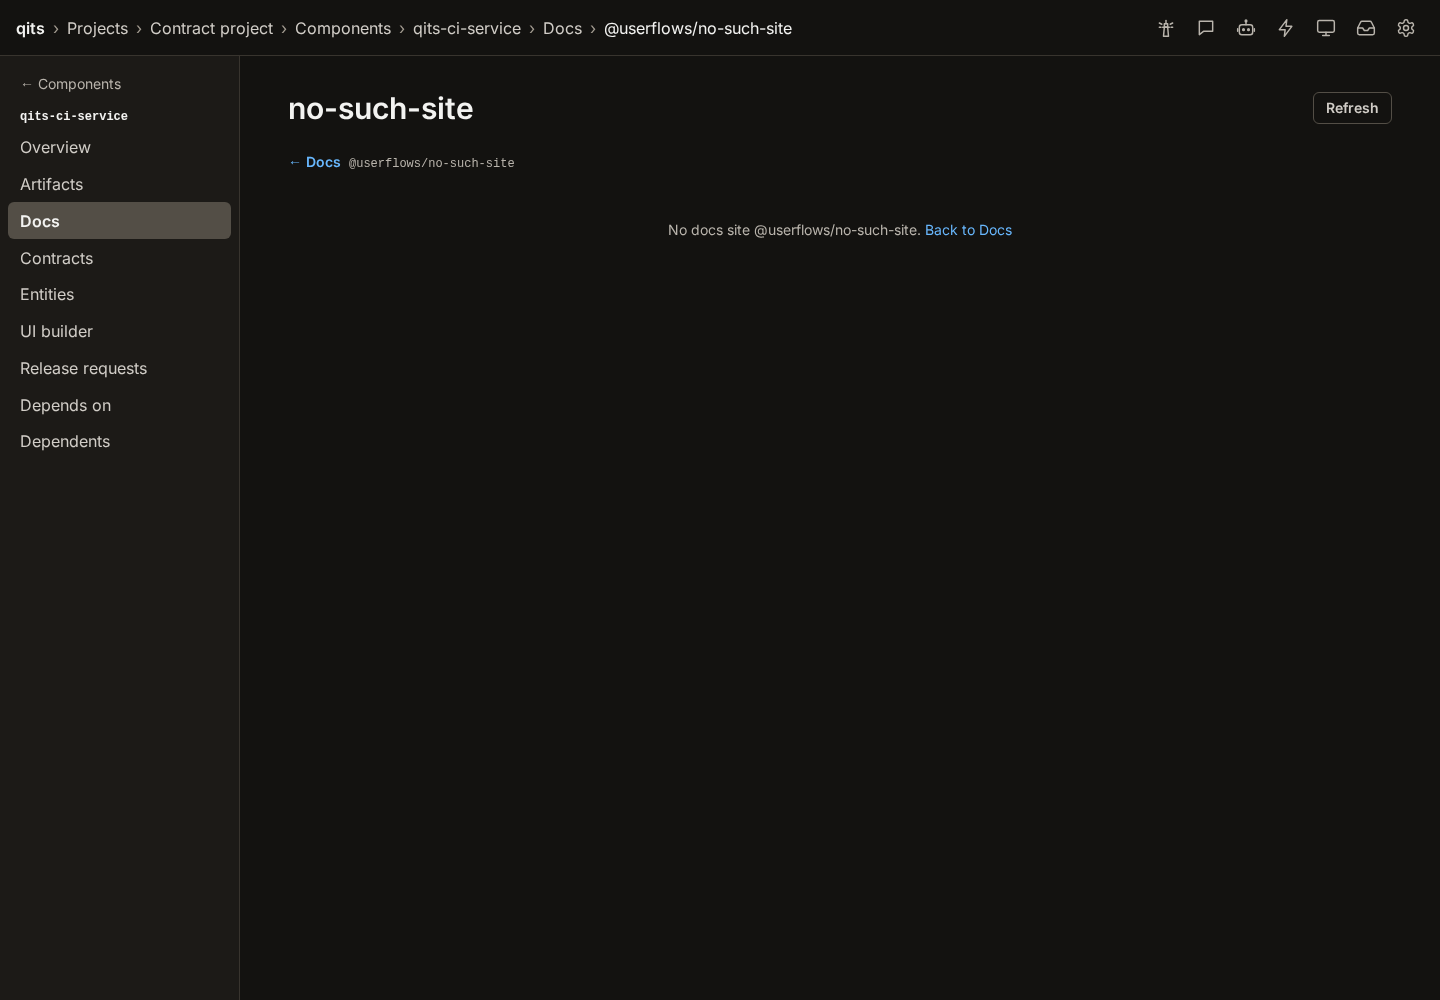 qits › Projects › Contract project › Components › qits-ci-service › Docs › @userflows/no-such-site
← Components
qits-ci-service
Overview
Artifacts
Docs
Contracts
Entities
UI builder
Release requests
Depends on
Dependents
no-such-site
Refresh
← Docs @userflows/no-such-site
No docs site @userflows/no-such-site. Back to Docs